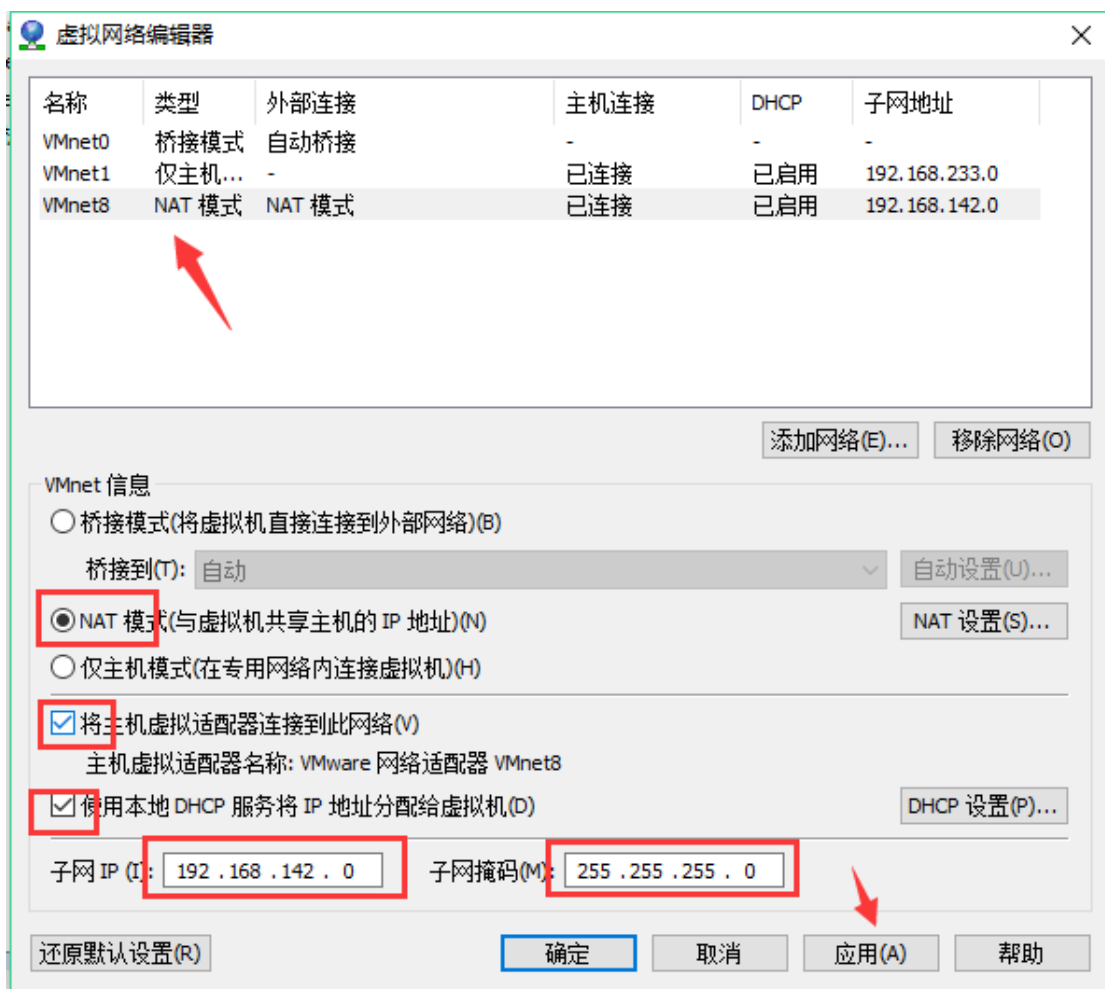 虚拟网络编辑器
名称 类型 外部连接 主机连接 DHCP 子网地址
VMnet0 桥接模式 自动桥接 - - -
VMnet1 仅主机... - 已连接 已启用 192.168.233.0
VMnet8 NAT 模式 NAT 模式 已连接 已启用 192.168.142.0
添加网络(E)... 移除网络(O)
VMnet 信息
桥接模式(将虚拟机直接连接到外部网络)(B)
桥接到(T): 自动 自动设置(U)...
NAT 模式(与虚拟机共享主机的 IP 地址)(N) NAT 设置(S)...
仅主机模式(在专用网络内连接虚拟机)(H)
将主机虚拟适配器连接到此网络(V)
主机虚拟适配器名称: VMware 网络适配器 VMnet8
使用本地 DHCP 服务将 IP 地址分配给虚拟机(D) DHCP 设置(P)...
子网 IP (I): 192 . 168 . 142 . 0 子网掩码(M): 255 . 255 . 255 . 0
还原默认设置(R) 确定 取消 应用(A) 帮助